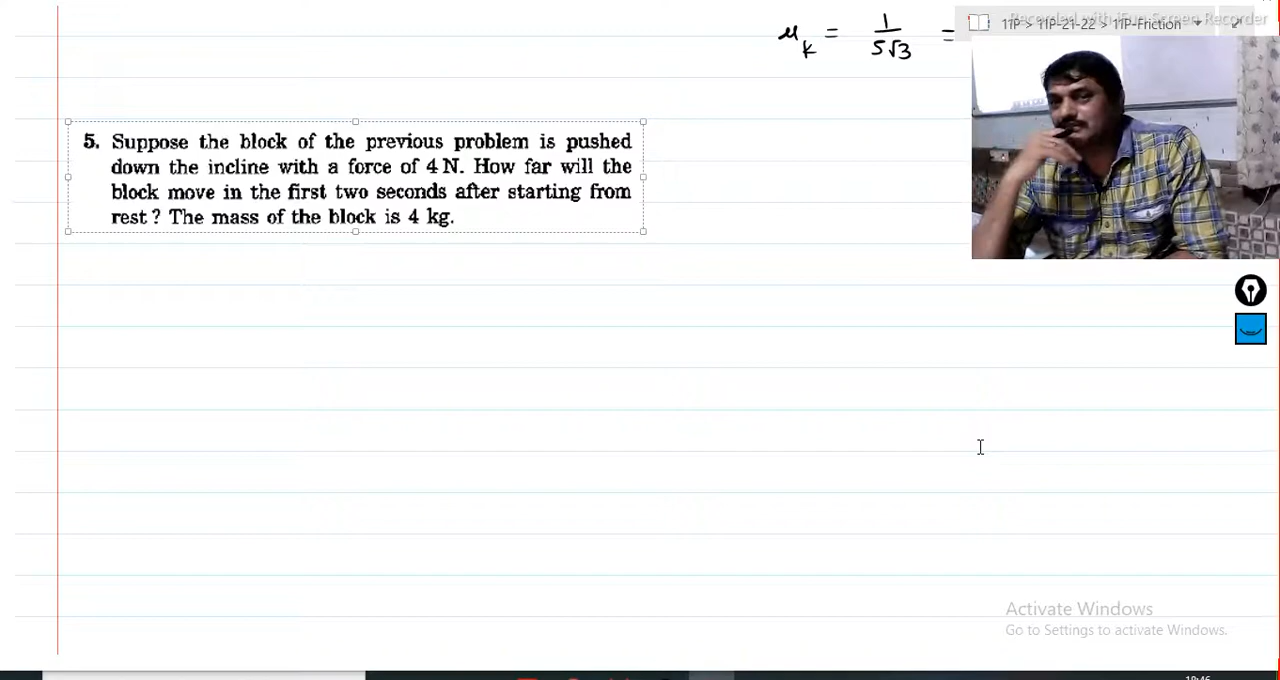 μk = 1/5√3 =
Recorded with iFun Screen Recorder
11P > 11P-21-22 > 11P-Friction
5. Suppose the block of the previous problem is pushed
down the incline with a force of 4 N. How far will the
block move in the first two seconds after starting from
rest ? The mass of the block is 4 kg.
Activate Windows
Go to Settings to activate Windows.
18:46